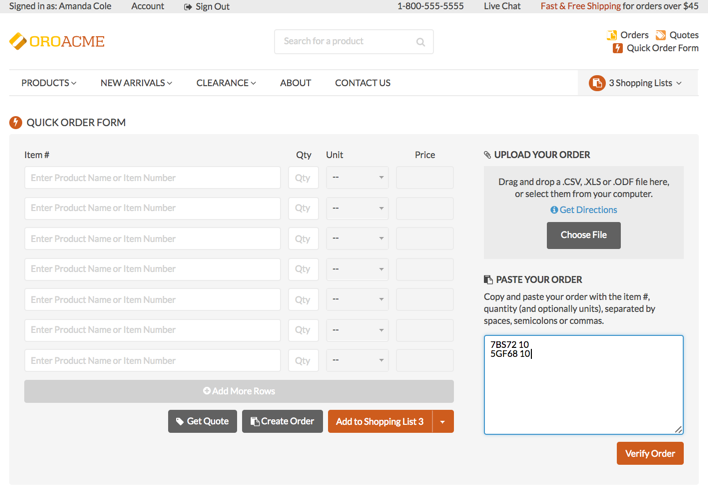 Signed in as: Amanda Cole Account Sign Out 1-800-555-5555 Live Chat Fast & Free Shipping for orders over $45
OROACME
Search for a product
Orders Quotes
Quick Order Form
PRODUCTS NEW ARRIVALS CLEARANCE ABOUT CONTACT US 3 Shopping Lists
QUICK ORDER FORM
Item # Qty Unit Price
Enter Product Name or Item Number Qty --
Enter Product Name or Item Number Qty --
Enter Product Name or Item Number Qty --
Enter Product Name or Item Number Qty --
Enter Product Name or Item Number Qty --
Enter Product Name or Item Number Qty --
Enter Product Name or Item Number Qty --
Add More Rows
Get Quote Create Order Add to Shopping List 3
UPLOAD YOUR ORDER
Drag and drop a .CSV, .XLS or .ODF file here,
or select them from your computer.
Get Directions
Choose File
PASTE YOUR ORDER
Copy and paste your order with the item #,
quantity (and optionally units), separated by
spaces, semicolons or commas.
7BS72 10
5GF68 10
Verify Order